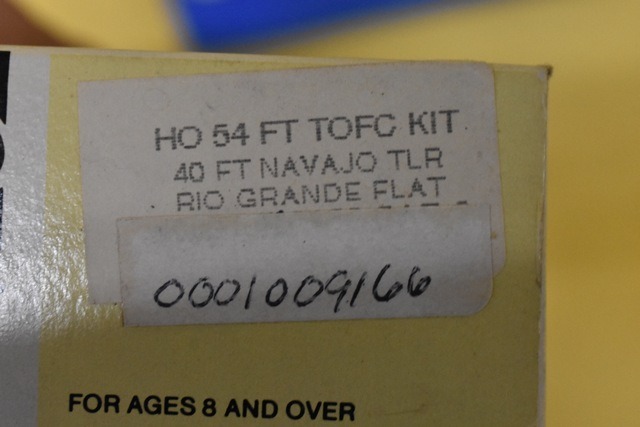 HO 54 FT TOFC KIT
40 FT NAVAJO TLR
RIO GRANDE FLAT
0001009166
FOR AGES 8 AND OVER